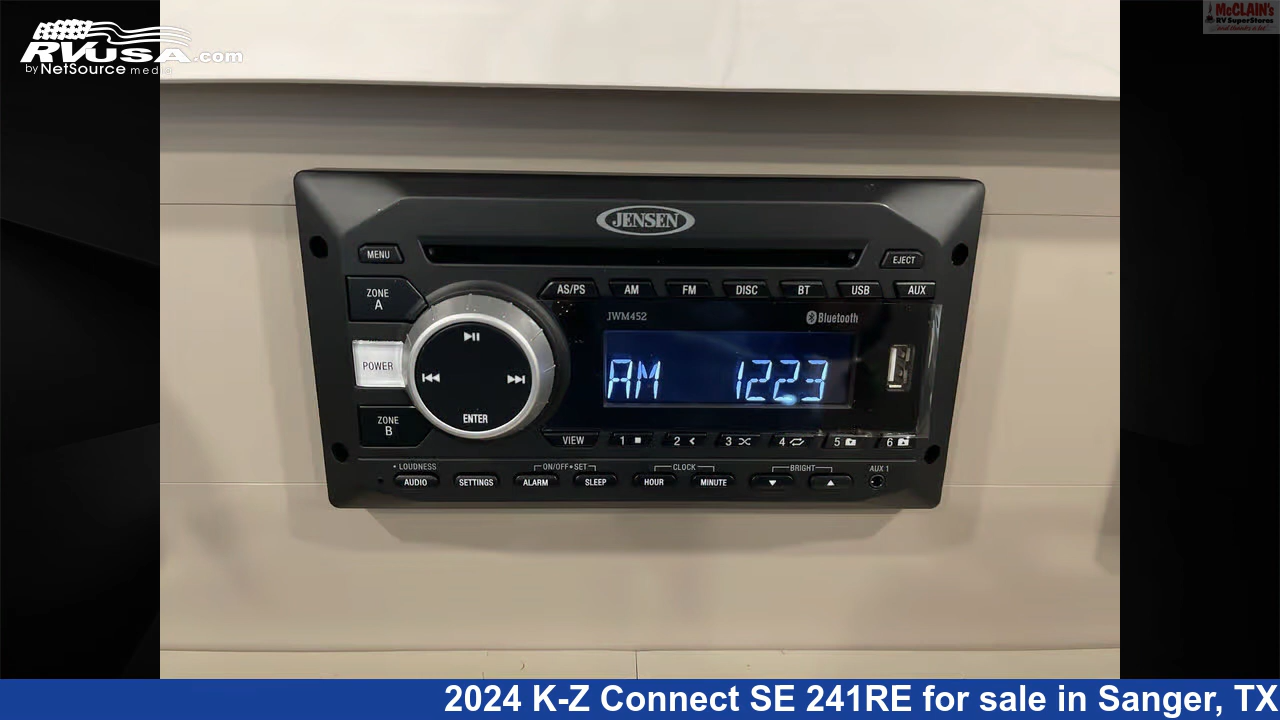 RVUSA.com
by NetSource media
McCLAIN's
RV SuperStores
JENSEN
MENU
EJECT
AS/PS AM FM DISC BT USB AUX
ZONE
A
JWM452
Bluetooth
POWER
AM 1223
ENTER
ZONE
B
VIEW 1 2 3 4 5 6
• LOUDNESS ON/OFF•SET CLOCK BRIGHT AUX 1
AUDIO SETTINGS ALARM SLEEP HOUR MINUTE
2024 K-Z Connect SE 241RE for sale in Sanger, TX